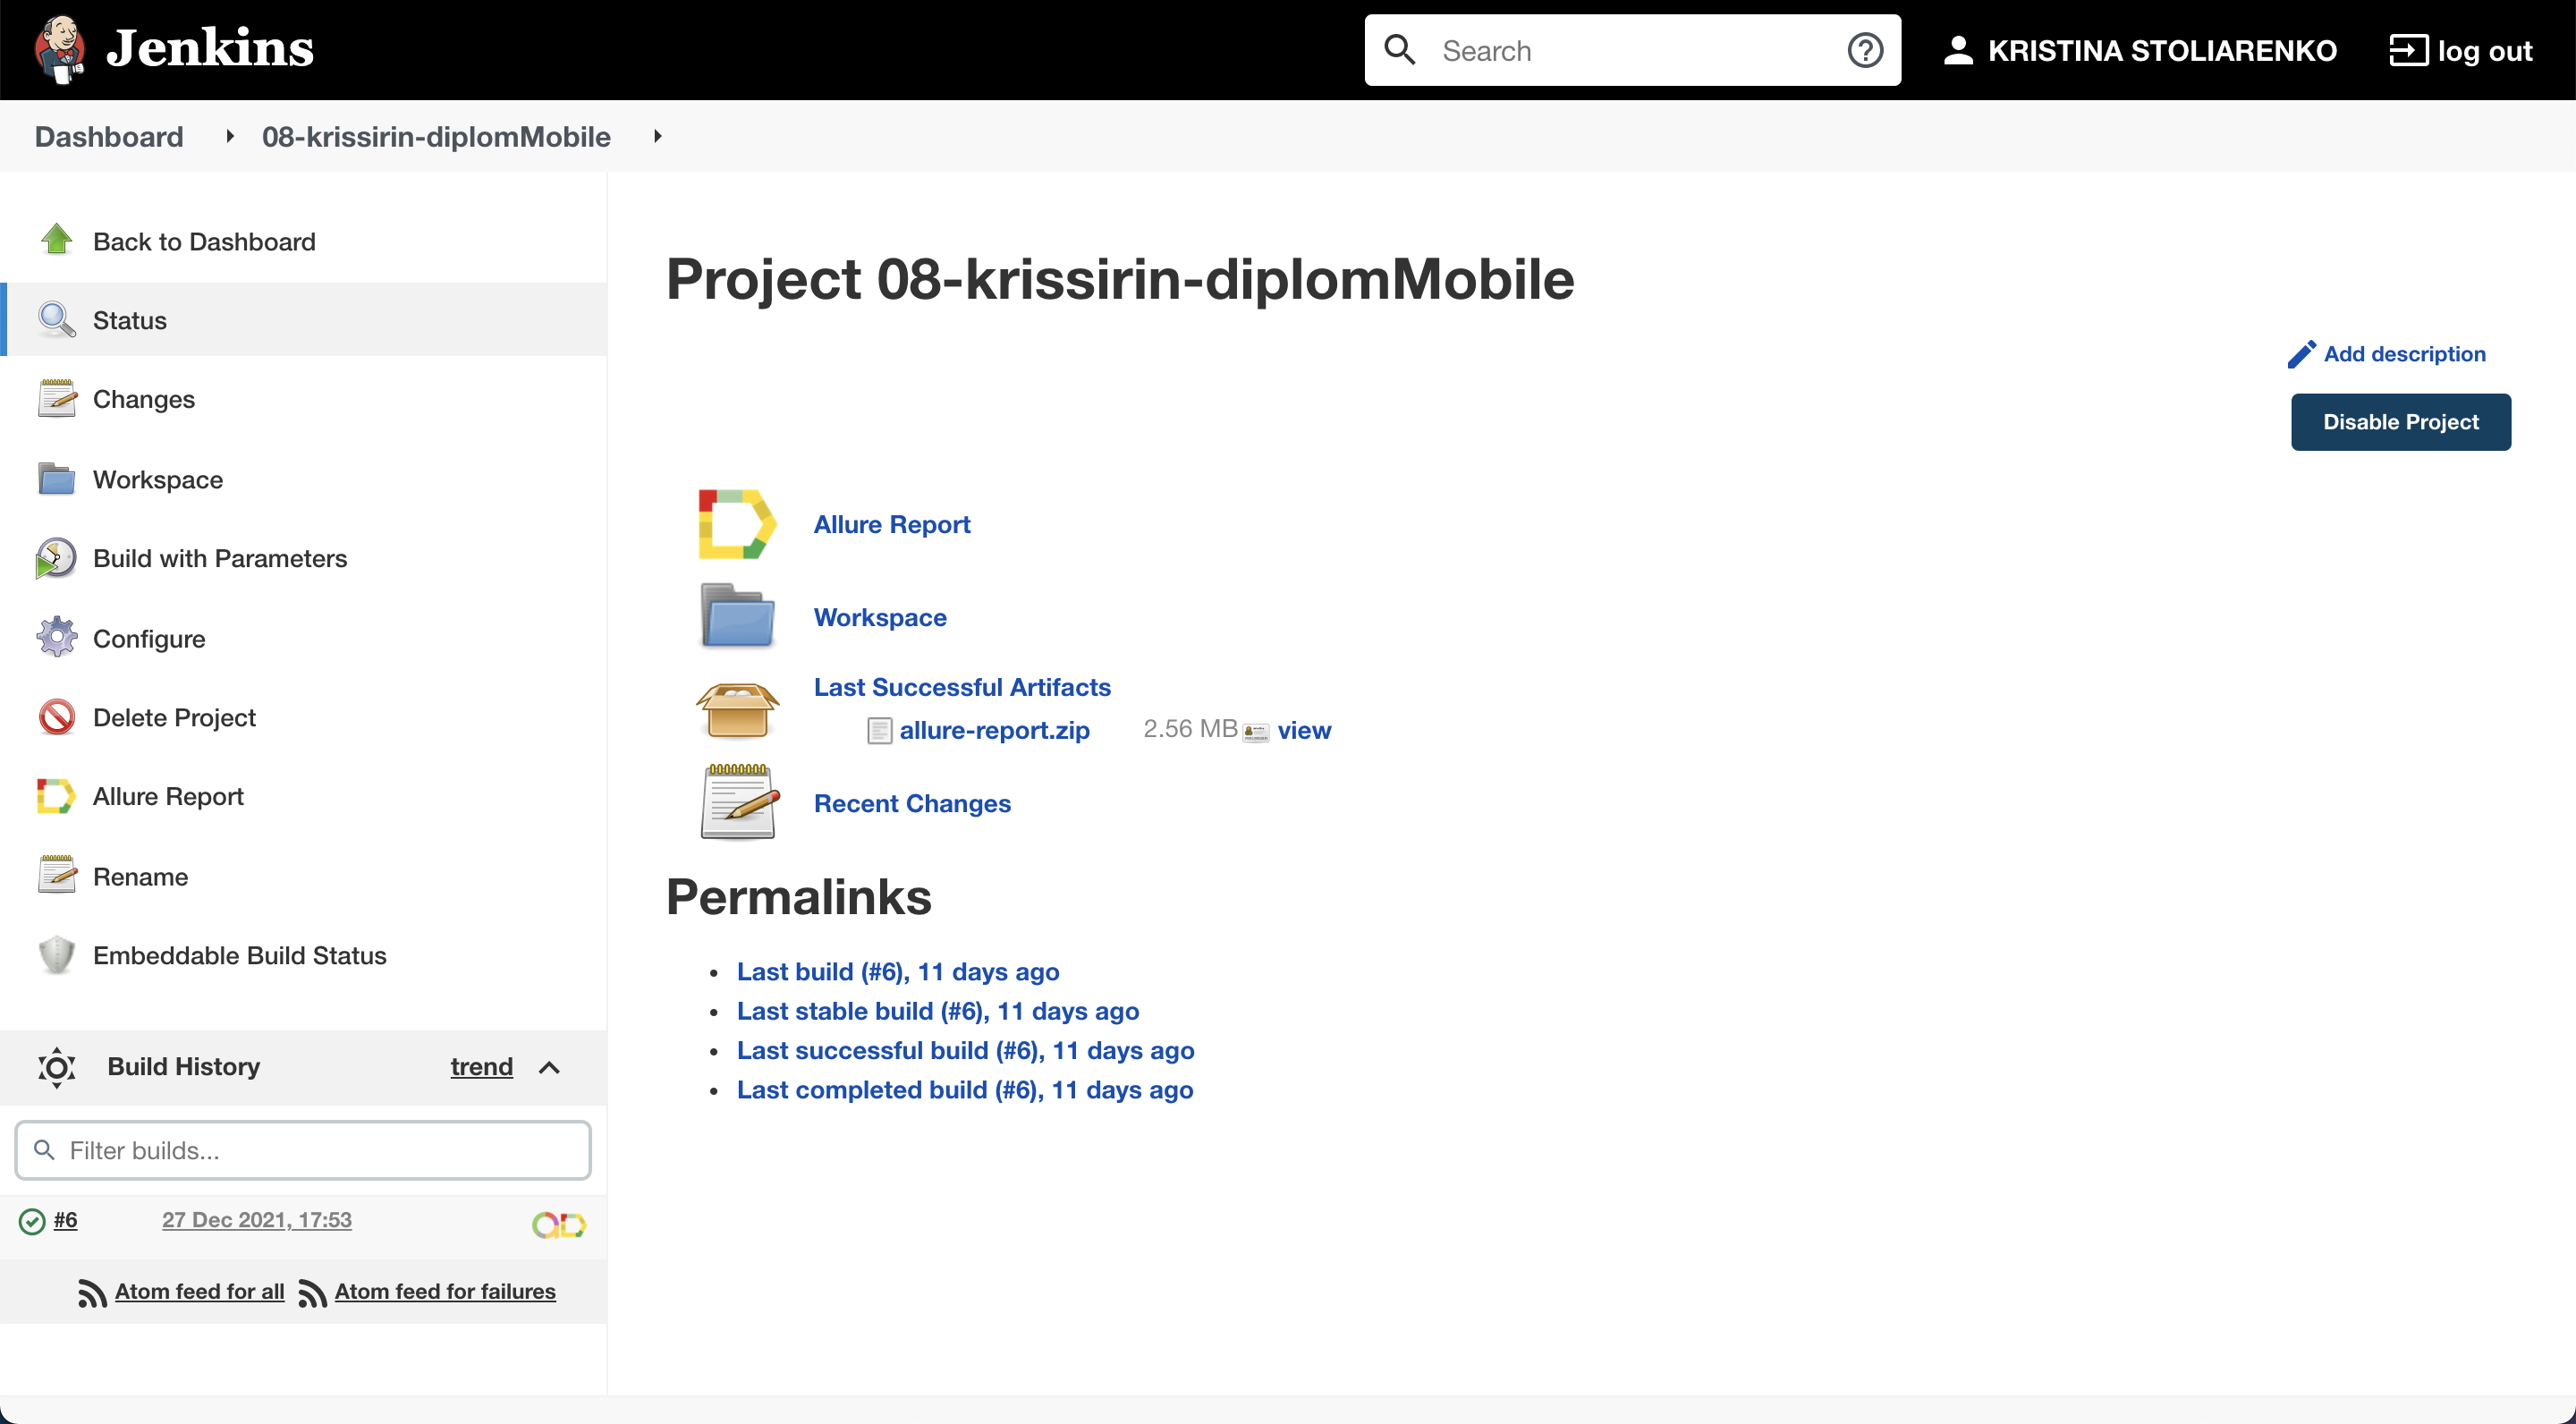 Jenkins
Search
KRISTINA STOLIARENKO
log out
Dashboard
08-krissirin-diplomMobile
Back to Dashboard
Status
Changes
Workspace
Build with Parameters
Configure
Delete Project
Allure Report
Rename
Embeddable Build Status
Build History
trend
Filter builds...
#6
27 Dec 2021, 17:53
Atom feed for all
Atom feed for failures
Project 08-krissirin-diplomMobile
Add description
Disable Project
Allure Report
Workspace
Last Successful Artifacts
allure-report.zip 2.56 MB view
Recent Changes
Permalinks
Last build (#6), 11 days ago
Last stable build (#6), 11 days ago
Last successful build (#6), 11 days ago
Last completed build (#6), 11 days ago